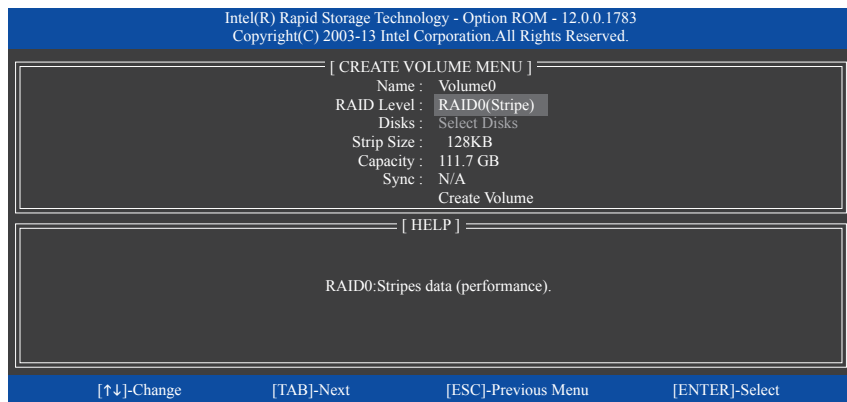 Intel(R) Rapid Storage Technology - Option ROM - 12.0.0.1783
Copyright(C) 2003-13 Intel Corporation.All Rights Reserved.
[ CREATE VOLUME MENU ]
Name : Volume0
RAID Level : RAID0(Stripe)
Disks : Select Disks
Strip Size : 128KB
Capacity : 111.7 GB
Sync : N/A
Create Volume
[ HELP ]
RAID0:Stripes data (performance).
[↑↓]-Change [TAB]-Next [ESC]-Previous Menu [ENTER]-Select